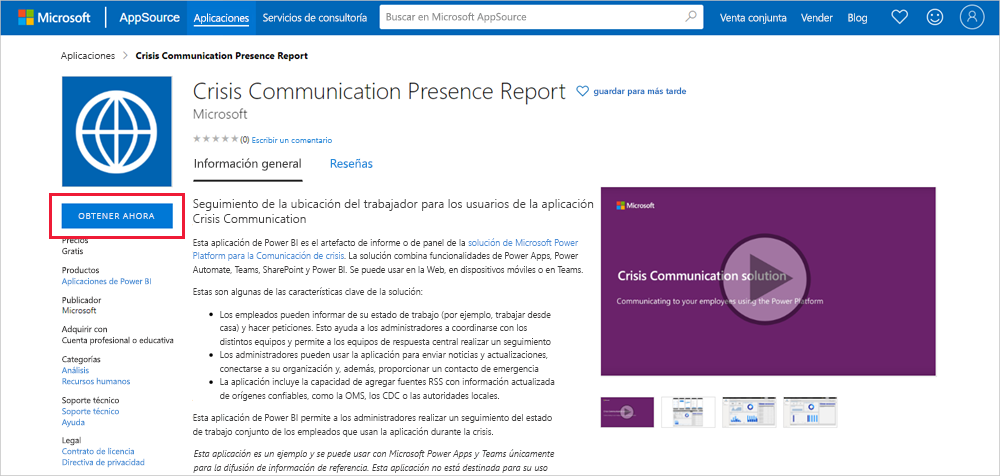 Microsoft AppSource Aplicaciones Servicios de consultoría Buscar en Microsoft AppSource Venta conjunta Vender Blog
Aplicaciones > Crisis Communication Presence Report
Crisis Communication Presence Report guardar para más tarde
Microsoft
(0) Escribir un comentario
Información general Reseñas
OBTENER AHORA
Precios
Gratis
Productos
Aplicaciones de Power BI
Publicador
Microsoft
Adquirir con
Cuenta profesional o educativa
Categorías
Análisis
Recursos humanos
Soporte técnico
Soporte técnico
Ayuda
Legal
Contrato de licencia
Directiva de privacidad
Seguimiento de la ubicación del trabajador para los usuarios de la aplicación
Crisis Communication
Esta aplicación de Power BI es el artefacto de informe o de panel de la solución de Microsoft Power
Platform para la Comunicación de crisis. La solución combina funcionalidades de Power Apps, Power
Automate, Teams, SharePoint y Power BI. Se puede usar en la Web, en dispositivos móviles o en Teams.
Estas son algunas de las características clave de la solución:
• Los empleados pueden informar de su estado de trabajo (por ejemplo, trabajar desde
casa) y hacer peticiones. Esto ayuda a los administradores a coordinarse con los
distintos equipos y permite a los equipos de respuesta central realizar un seguimiento
• Los administradores pueden usar la aplicación para enviar noticias y actualizaciones,
conectarse a su organización y, además, proporcionar un contacto de emergencia
• La aplicación incluye la capacidad de agregar fuentes RSS con información actualizada
de orígenes confiables, como la OMS, los CDC o las autoridades locales.
Esta aplicación de Power BI permite a los administradores realizar un seguimiento del estado
de trabajo conjunto de los empleados que usan la aplicación durante la crisis.
Esta aplicación es un ejemplo y se puede usar con Microsoft Power Apps y Teams únicamente
para la difusión de información de referencia. Esta aplicación no está destinada para su uso
Microsoft
Crisis Communication solution
Communicating to your employees using the Power Platform